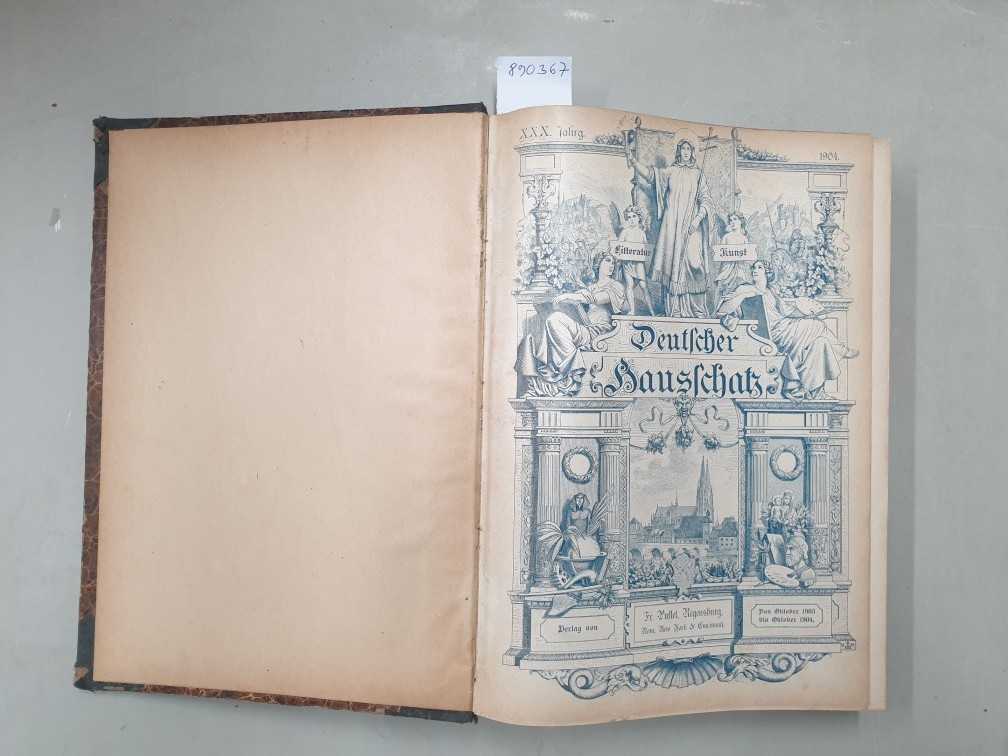 890367
XXX. Jahrg.
1904.
Litteratur
Kunst
Deutscher
Hausschatz
Verlag von
Fr. Pustet, Regensburg,
Rom, New York & Cincinnati.
Von Oktober 1903
bis Oktober 1904.